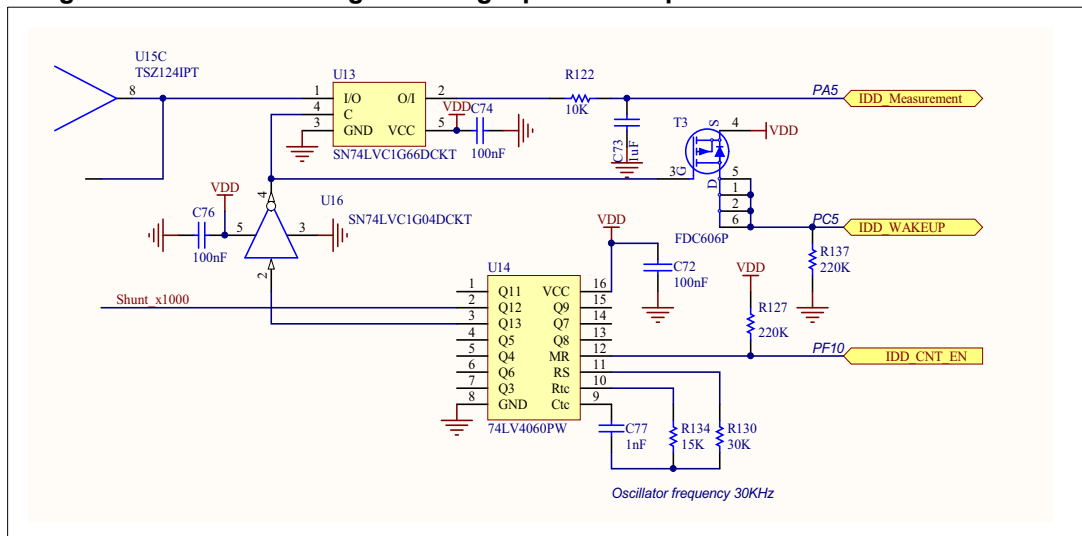 U15C
TSZ124IPT
8
U13
1 I/O O/I 2
4 C
3 GND VCC 5
SN74LVC1G66DCKT
VDD
C74
100nF
R122
10K
C73
1uF
PA5
IDD_Measurement
T3
S
4
VDD
3
G
D
5
1
2
6
FDC606P
PC5
IDD_WAKEUP
R137
220K
VDD
C76
100nF
5
4
3
2
U16
SN74LVC1G04DCKT
VDD
C72
100nF
U14
1 Q11 VCC 16
2 Q12 Q9 15
3 Q13 Q7 14
4 Q5 Q8 13
5 Q4 MR 12
6 Q6 RS 11
7 Q3 Rtc 10
8 GND Ctc 9
74LV4060PW
Shunt_x1000
VDD
R127
220K
PF10
IDD_CNT_EN
C77
1nF
R134
15K
R130
30K
Oscillator frequency 30KHz